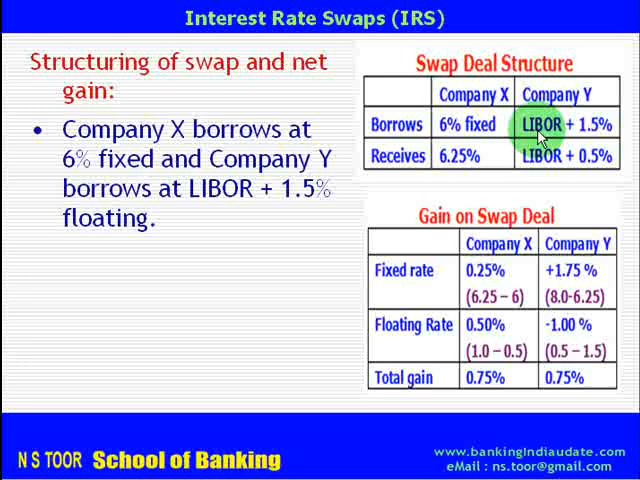 Interest Rate Swaps (IRS)
Structuring of swap and net
gain:
• Company X borrows at
6% fixed and Company Y
borrows at LIBOR + 1.5%
floating.
Swap Deal Structure
Company X Company Y
Borrows 6% fixed LIBOR + 1.5%
Receives 6.25% LIBOR + 0.5%
Gain on Swap Deal
Company X Company Y
Fixed rate 0.25% +1.75 %
(6.25 – 6) (8.0-6.25)
Floating Rate 0.50% -1.00 %
(1.0 – 0.5) (0.5 – 1.5)
Total gain 0.75% 0.75%
N S TOOR School of Banking
www.bankingIndiaudate.com
eMail : ns.toor@gmail.com